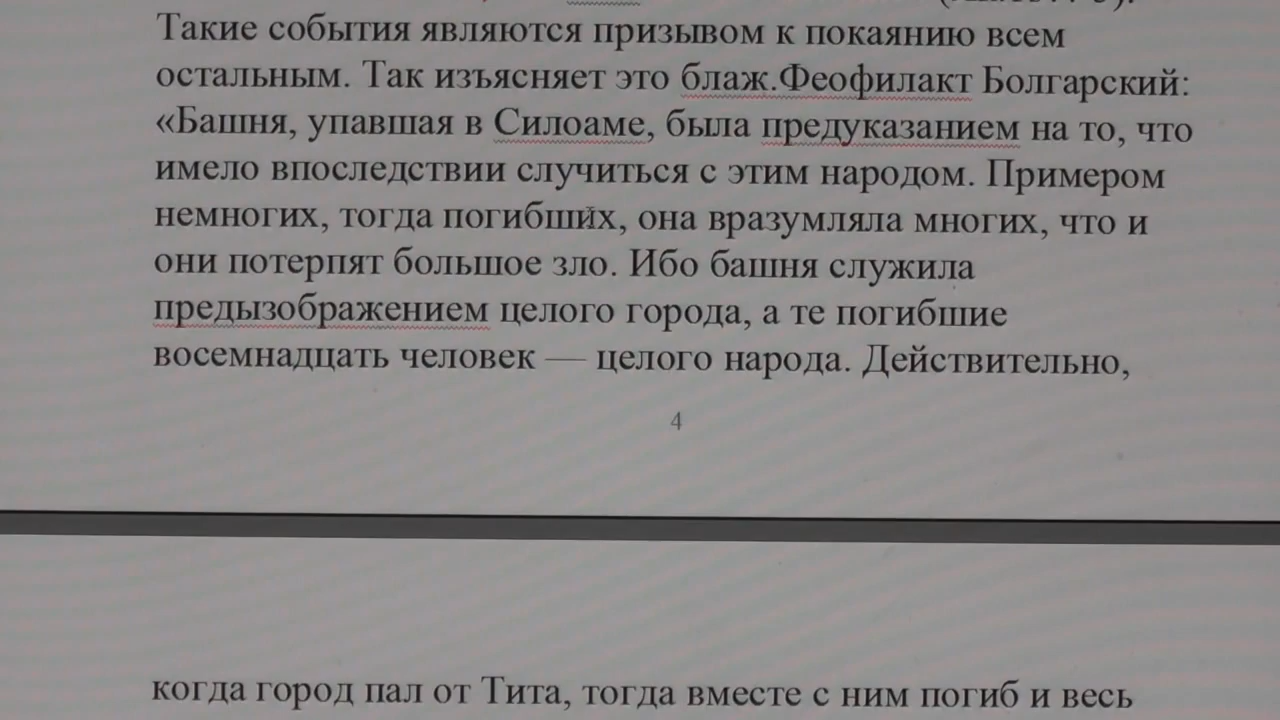 Такие события являются призывом к покаянию всем
остальным. Так изъясняет это блаж.Феофилакт Болгарский:
«Башня, упавшая в Силоаме, была предуказанием на то, что
имело впоследствии случиться с этим народом. Примером
немногих, тогда погибших, она вразумляла многих, что и
они потерпят большое зло. Ибо башня служила
предызображением целого города, а те погибшие
восемнадцать человек — целого народа. Действительно,
4
когда город пал от Тита, тогда вместе с ним погиб и весь